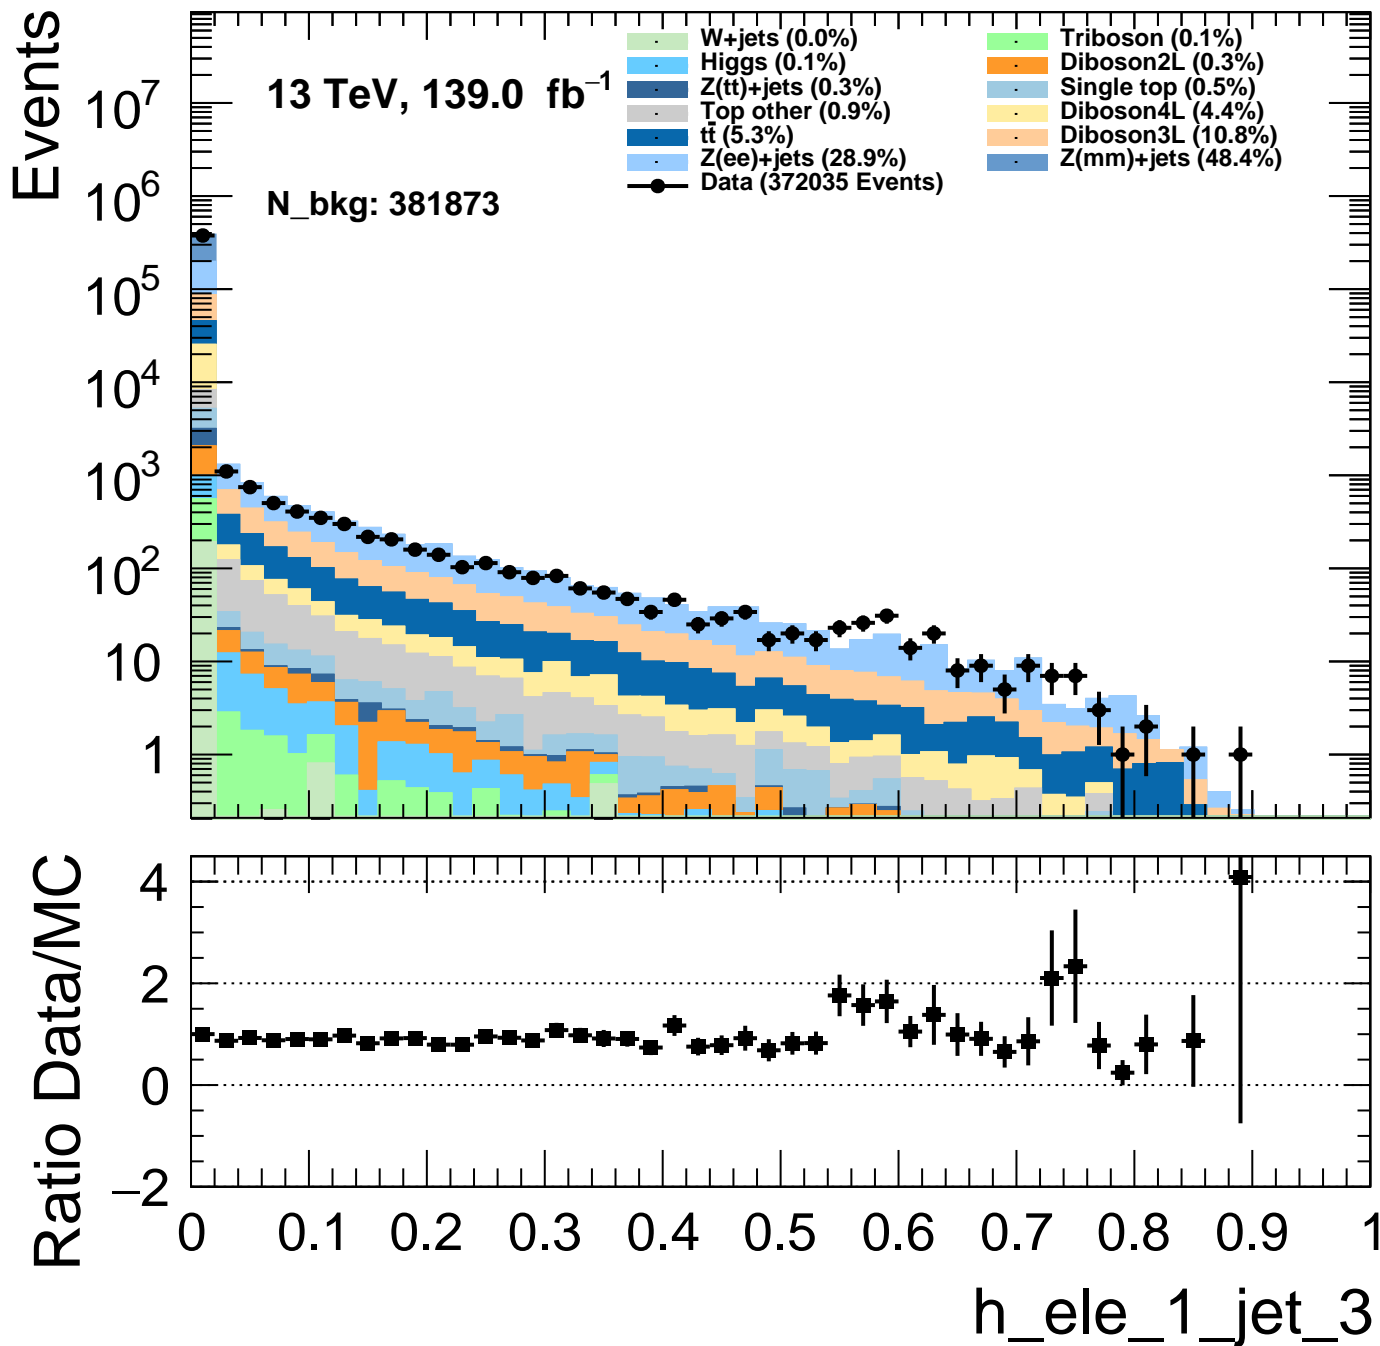 Events
10⁷
10⁶
10⁵
10⁴
10³
10²
10
1
13 TeV, 139.0 fb⁻¹
N_bkg: 381873
W+jets (0.0%)
Higgs (0.1%)
Z(tt)+jets (0.3%)
Top other (0.9%)
tt̄ (5.3%)
Z(ee)+jets (28.9%)
Data (372035 Events)
Triboson (0.1%)
Diboson2L (0.3%)
Single top (0.5%)
Diboson4L (4.4%)
Diboson3L (10.8%)
Z(mm)+jets (48.4%)
Ratio Data/MC
4
2
0
−2
0 0.1 0.2 0.3 0.4 0.5 0.6 0.7 0.8 0.9 1
h_ele_1_jet_3